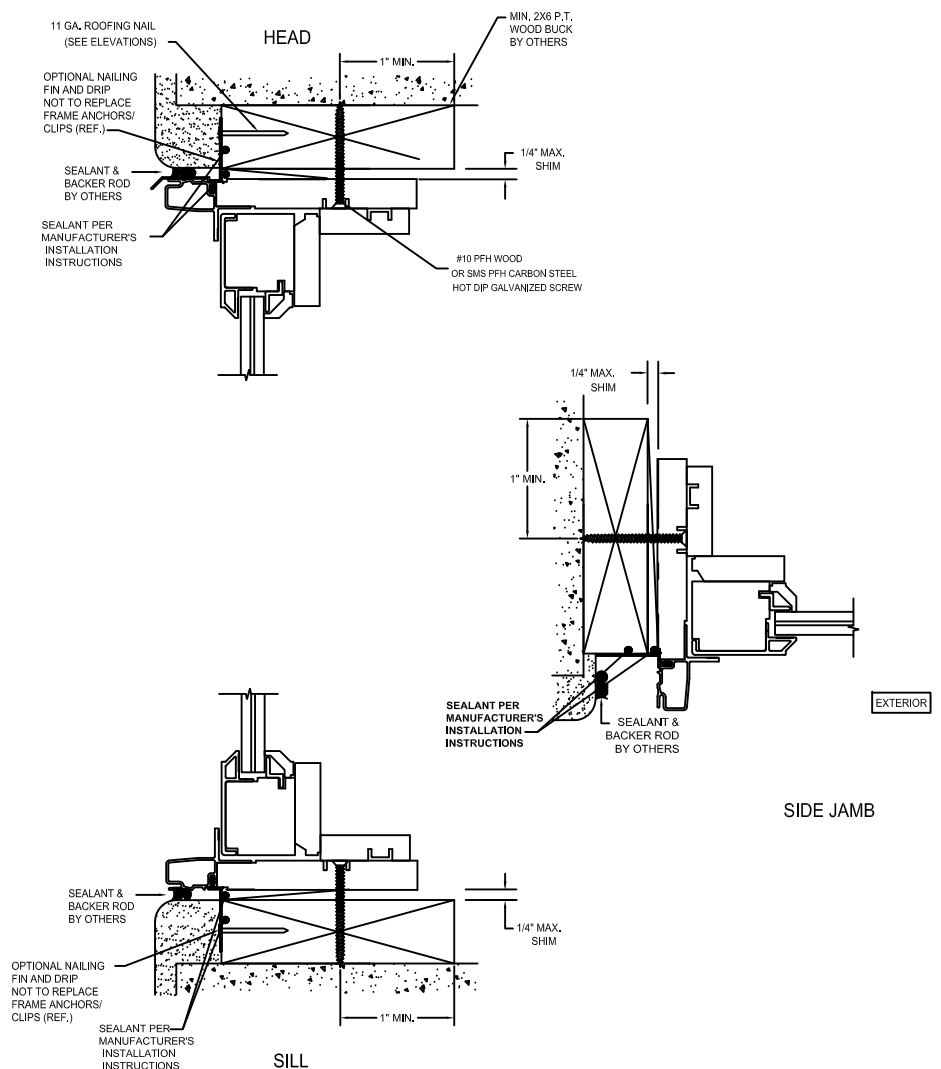 11 GA. ROOFING NAIL
(SEE ELEVATIONS)
HEAD
MIN. 2X6 P.T.
WOOD BUCK
BY OTHERS
1" MIN.
OPTIONAL NAILING
FIN AND DRIP
NOT TO REPLACE
FRAME ANCHORS/
CLIPS (REF.)
1/4" MAX.
SHIM
SEALANT &
BACKER ROD
BY OTHERS
SEALANT PER
MANUFACTURER'S
INSTALLATION
INSTRUCTIONS
#10 PFH WOOD
OR SMS PFH CARBON STEEL
HOT DIP GALVANIZED SCREW
1/4" MAX.
SHIM
1" MIN.
SEALANT PER
MANUFACTURER'S
INSTALLATION
INSTRUCTIONS
SEALANT &
BACKER ROD
BY OTHERS
EXTERIOR
SIDE JAMB
SEALANT &
BACKER ROD
BY OTHERS
1/4" MAX.
SHIM
OPTIONAL NAILING
FIN AND DRIP
NOT TO REPLACE
FRAME ANCHORS/
CLIPS (REF.)
1" MIN.
SEALANT PER
MANUFACTURER'S
INSTALLATION
INSTRUCTIONS
SILL